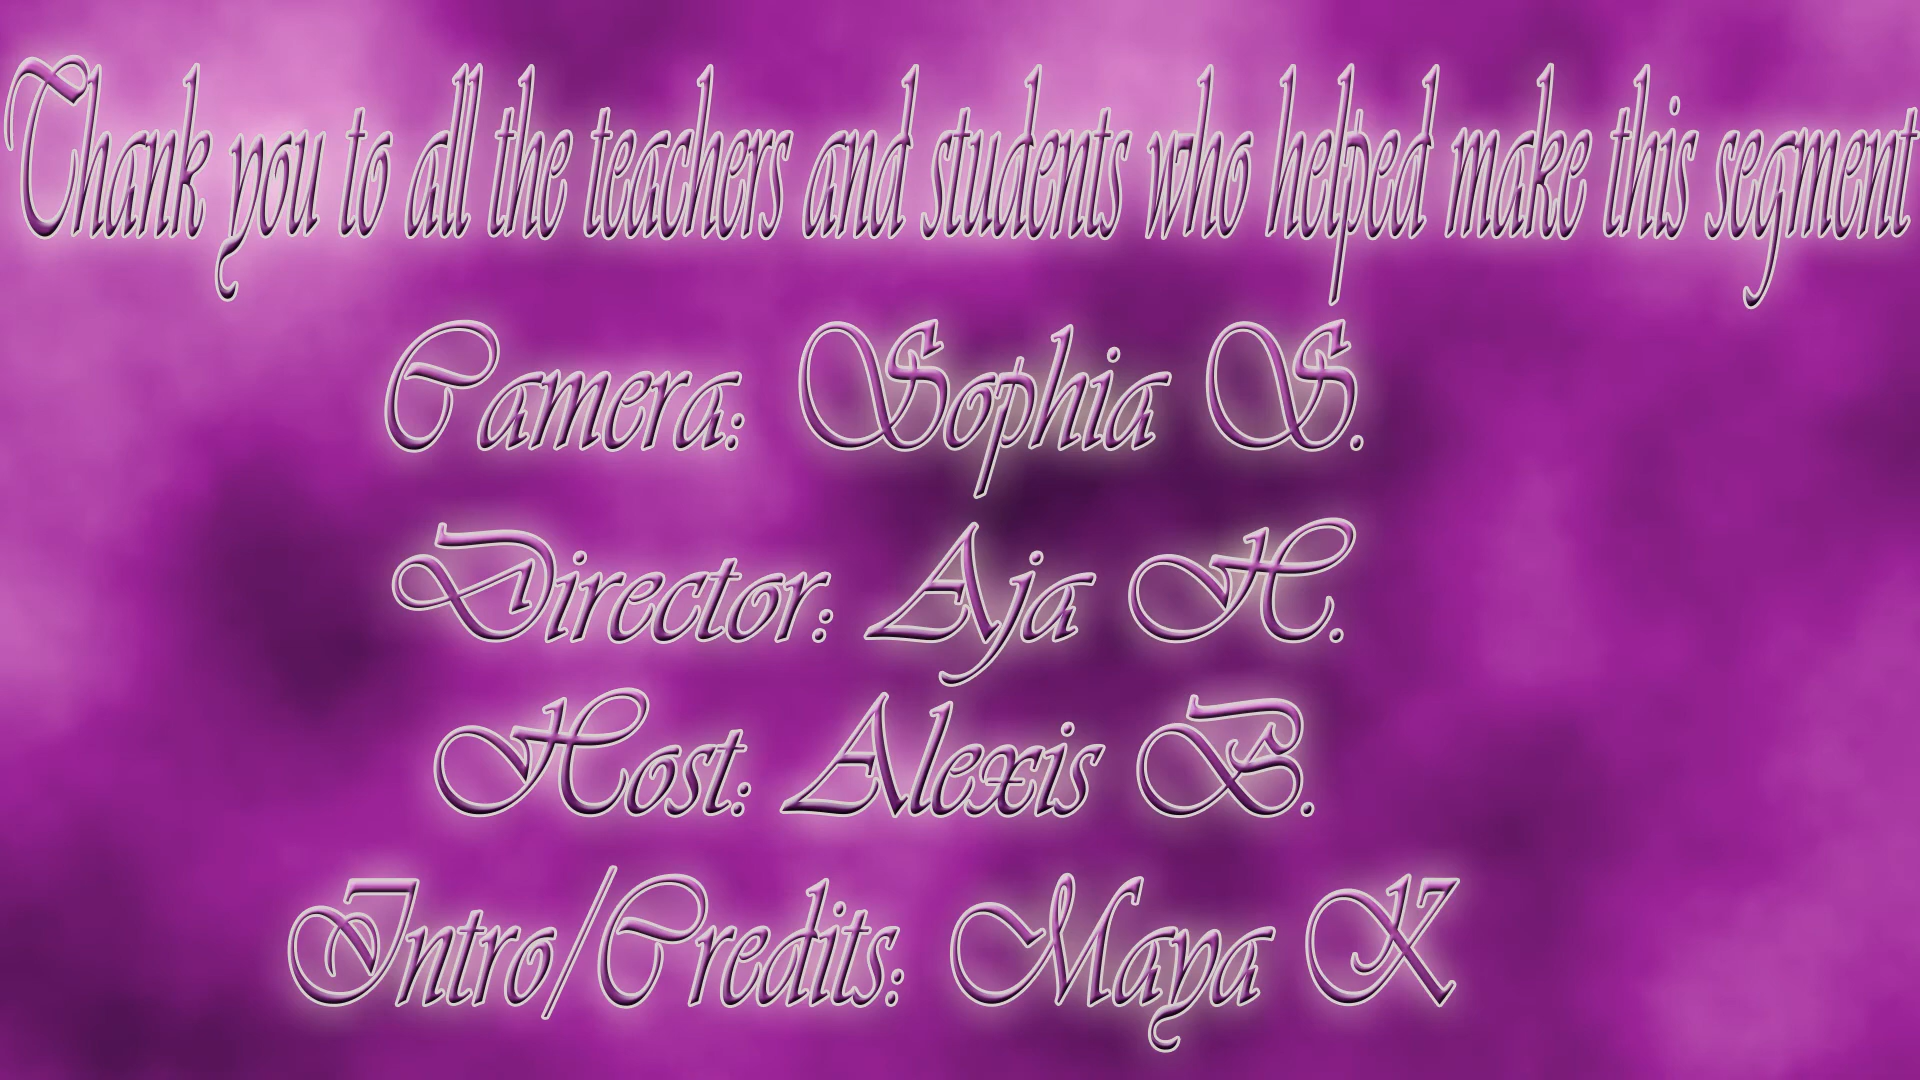 Thank you to all the teachers and students who helped make this segment
Camera: Sophia S.
Director: Aja H.
Host: Alexis B.
Intro/Credits: Maya K